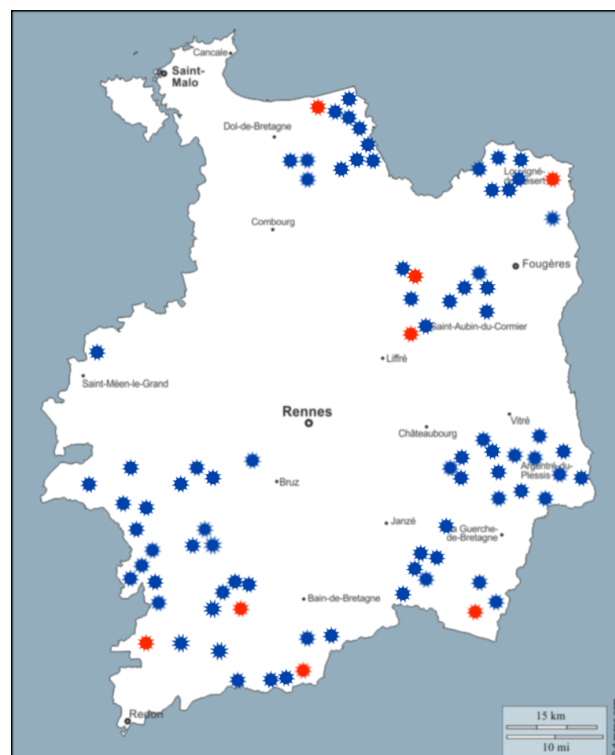 Cancale
Saint-
Malo
Dol-de-Bretagne
Louvigné-
Combourg
Fougères
Saint-Aubin-du-Cormier
Liffré
Saint-Méen-le-Grand
Rennes
Vitré
Châteaubourg
Argentré-du-
Plessis
Bruz
Janzé
La Guerche-
de-Bretagne
Bain-de-Bretagne
Redon
15 km
10 mi